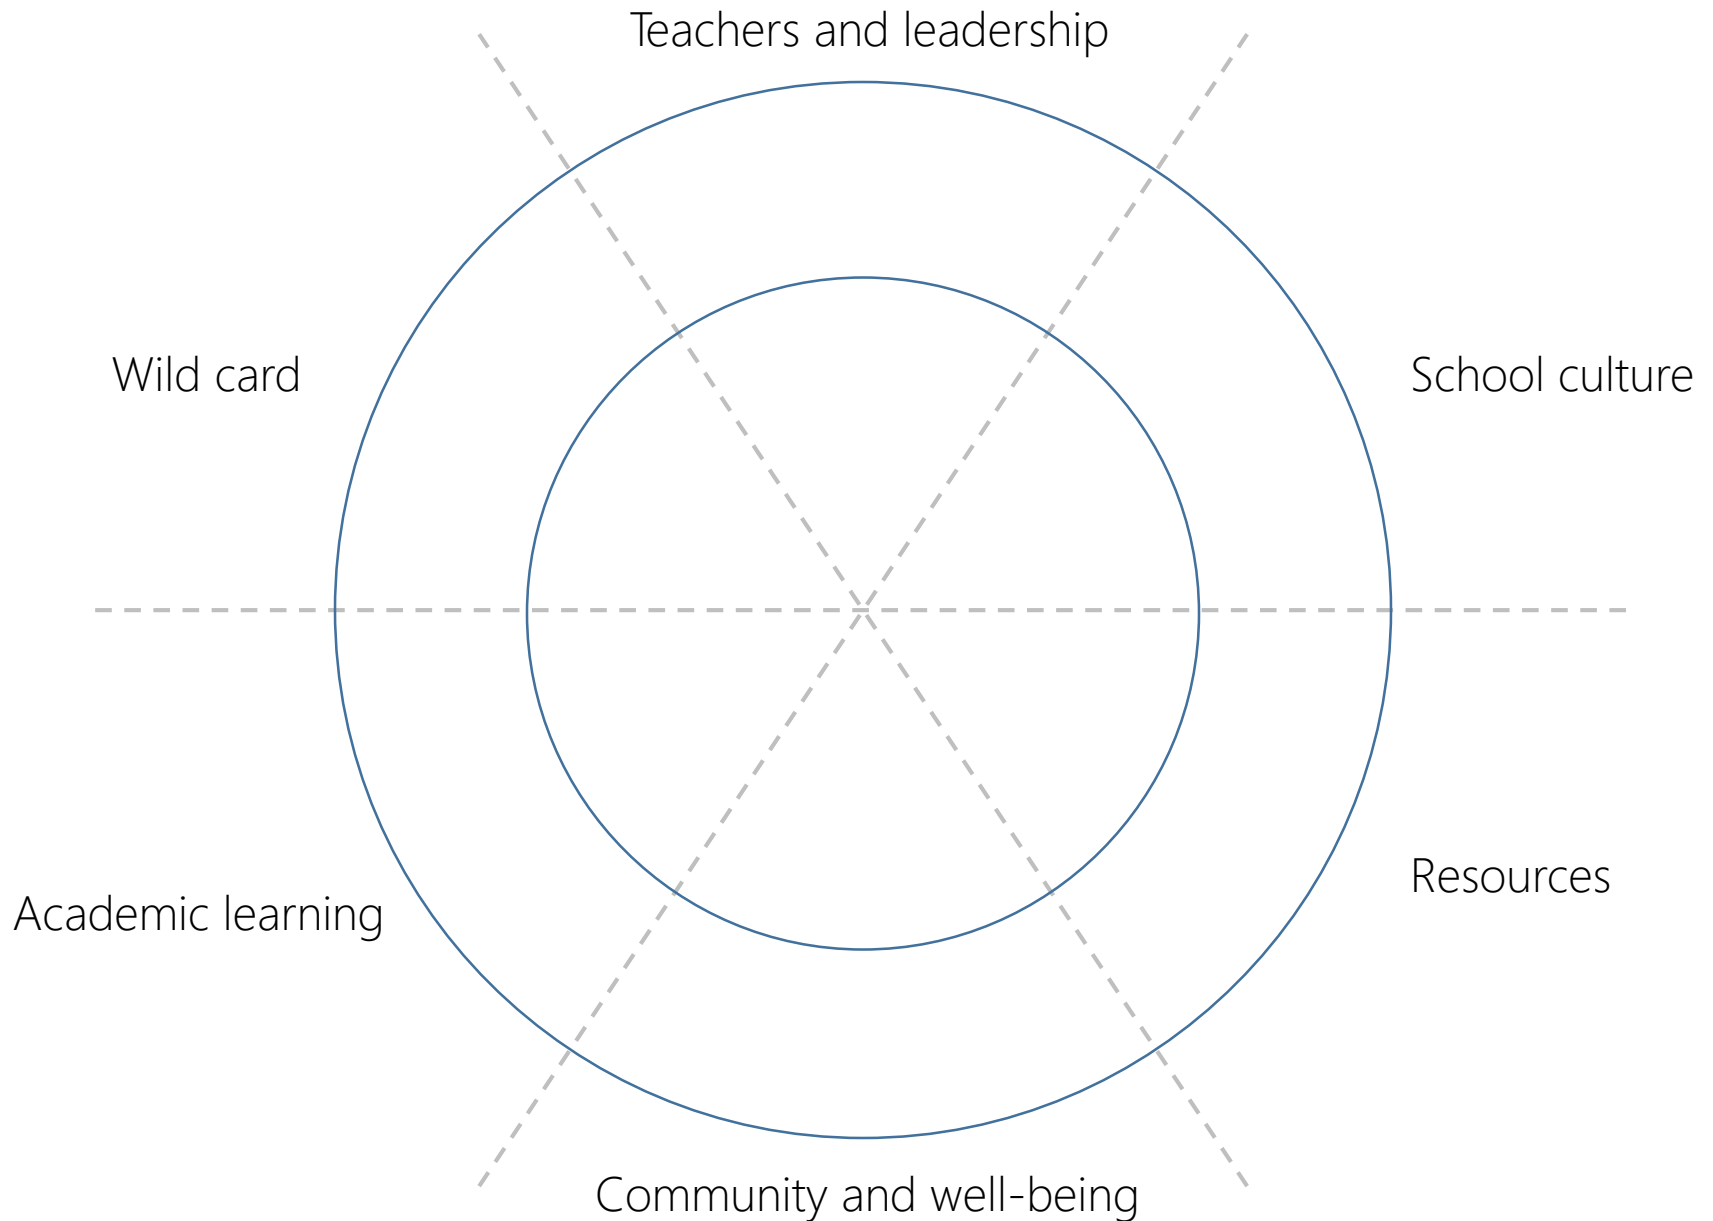 Teachers and leadership
Wild card
School culture
Resources
Academic learning
Community and well-being